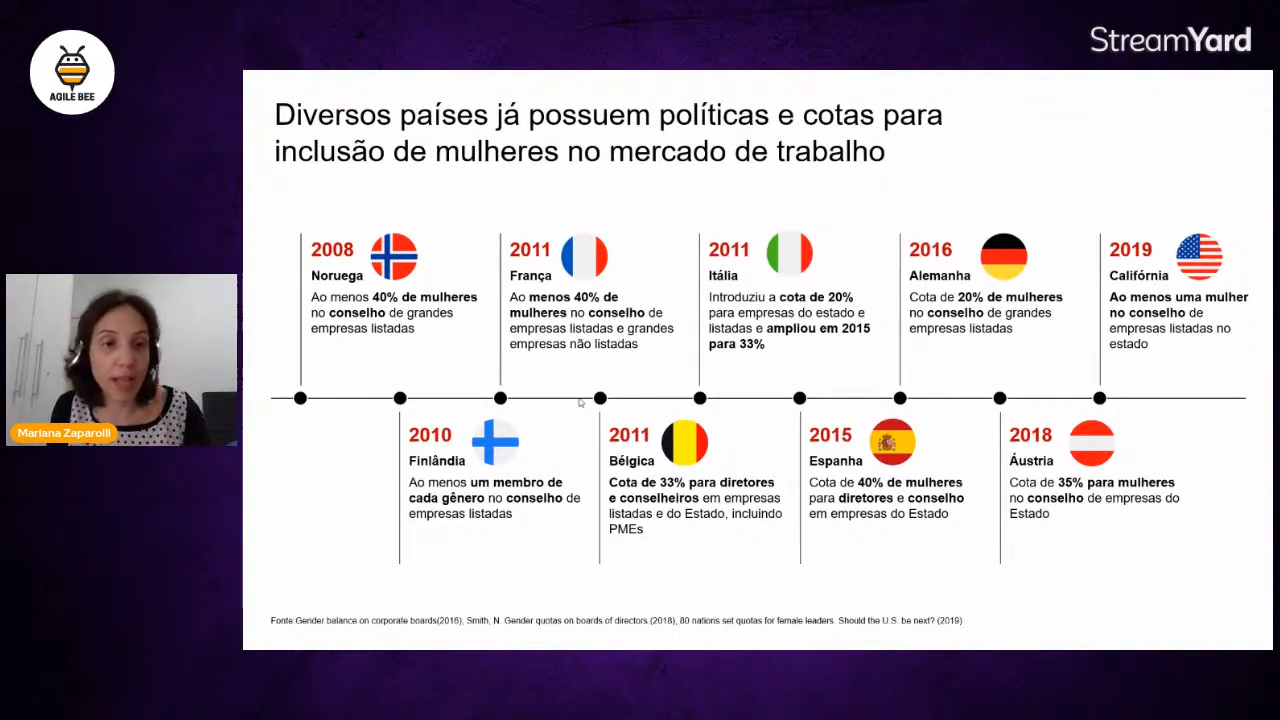 AGILE BEE
StreamYard
Diversos países já possuem políticas e cotas para
inclusão de mulheres no mercado de trabalho
2008
Noruega
Ao menos 40% de mulheres
no conselho de grandes
empresas listadas
2011
França
Ao menos 40% de
mulheres no conselho de
empresas listadas e grandes
empresas não listadas
2011
Itália
Introduziu a cota de 20%
para empresas do estado e
listadas e ampliou em 2015
para 33%
2016
Alemanha
Cota de 20% de mulheres
no conselho de grandes
empresas listadas
2019
Califórnia
Ao menos uma mulher
no conselho de
empresas listadas no
estado
2010
Finlândia
Ao menos um membro de
cada gênero no conselho de
empresas listadas
2011
Bélgica
Cota de 33% para diretores
e conselheiros em empresas
listadas e do Estado, incluindo
PMEs
2015
Espanha
Cota de 40% de mulheres
para diretores e conselho
em empresas do Estado
2018
Áustria
Cota de 35% para mulheres
no conselho de empresas do
Estado
Mariana Zaparolli
Fonte:Gender balance on corporate boards(2016), Smith, N. Gender quotas on boards of directors.(2018), 80 nations set quotas for female leaders. Should the U.S. be next? (2019)